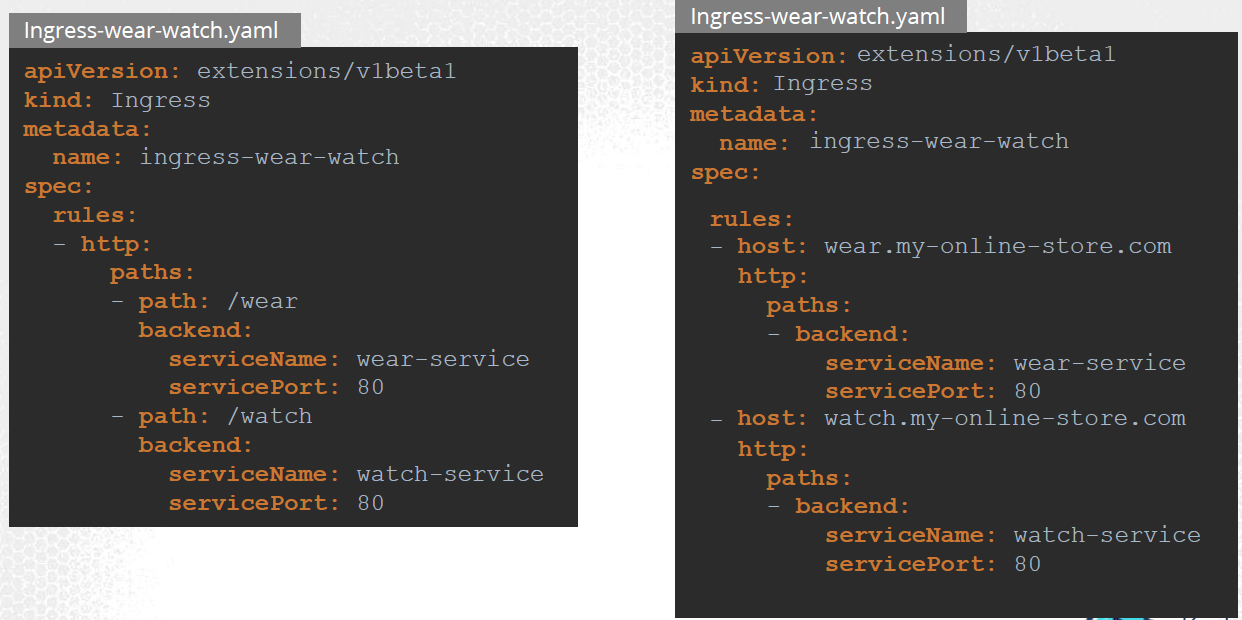 Ingress-wear-watch.yaml
apiVersion: extensions/v1beta1
kind: Ingress
metadata:
  name: ingress-wear-watch
spec:
  rules:
  - http:
      paths:
      - path: /wear
        backend:
          serviceName: wear-service
          servicePort: 80
      - path: /watch
        backend:
          serviceName: watch-service
          servicePort: 80
Ingress-wear-watch.yaml
apiVersion: extensions/v1beta1
kind: Ingress
metadata:
  name: ingress-wear-watch
spec:
  rules:
  - host: wear.my-online-store.com
    http:
      paths:
      - backend:
          serviceName: wear-service
          servicePort: 80
  - host: watch.my-online-store.com
    http:
      paths:
      - backend:
          serviceName: watch-service
          servicePort: 80